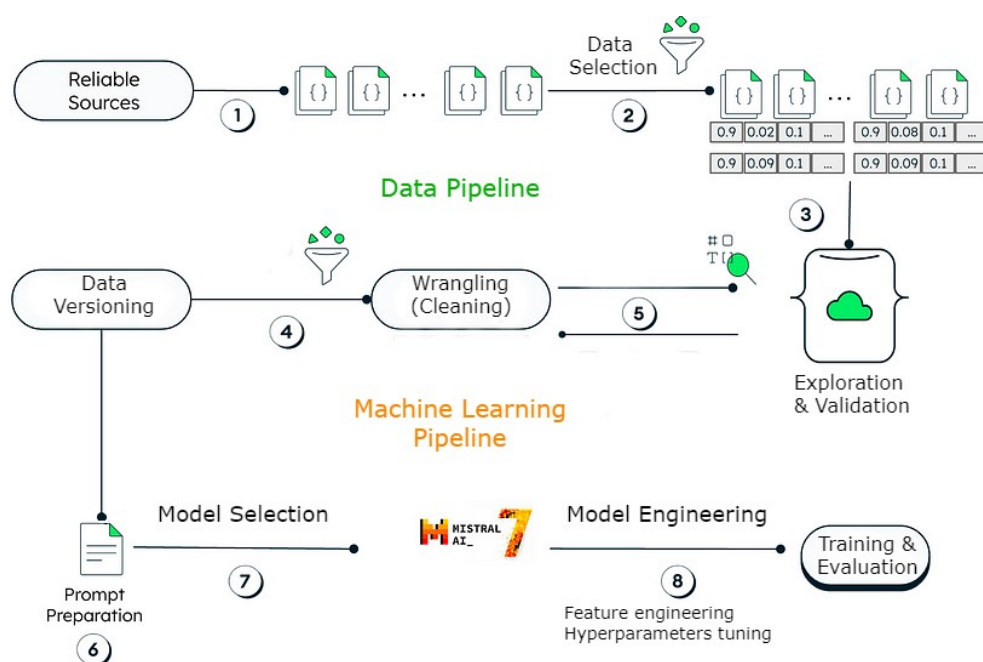 Reliable
Sources
1
{ } { } ... { } { }
Data
Selection
2
{ } { } ... { } { }
0.9 0.02 0.1 ... 0.9 0.08 0.1 ...
0.9 0.09 0.1 ... 0.9 0.09 0.1 ...
Data Pipeline
3
Data
Versioning
4
Wrangling
(Cleaning)
5
#
T[]
Exploration
& Validation
Machine Learning
Pipeline
Prompt
Preparation
6
Model Selection
7
MISTRAL
AI_
7
Model Engineering
8
Feature engineering
Hyperparameters tuning
Training &
Evaluation